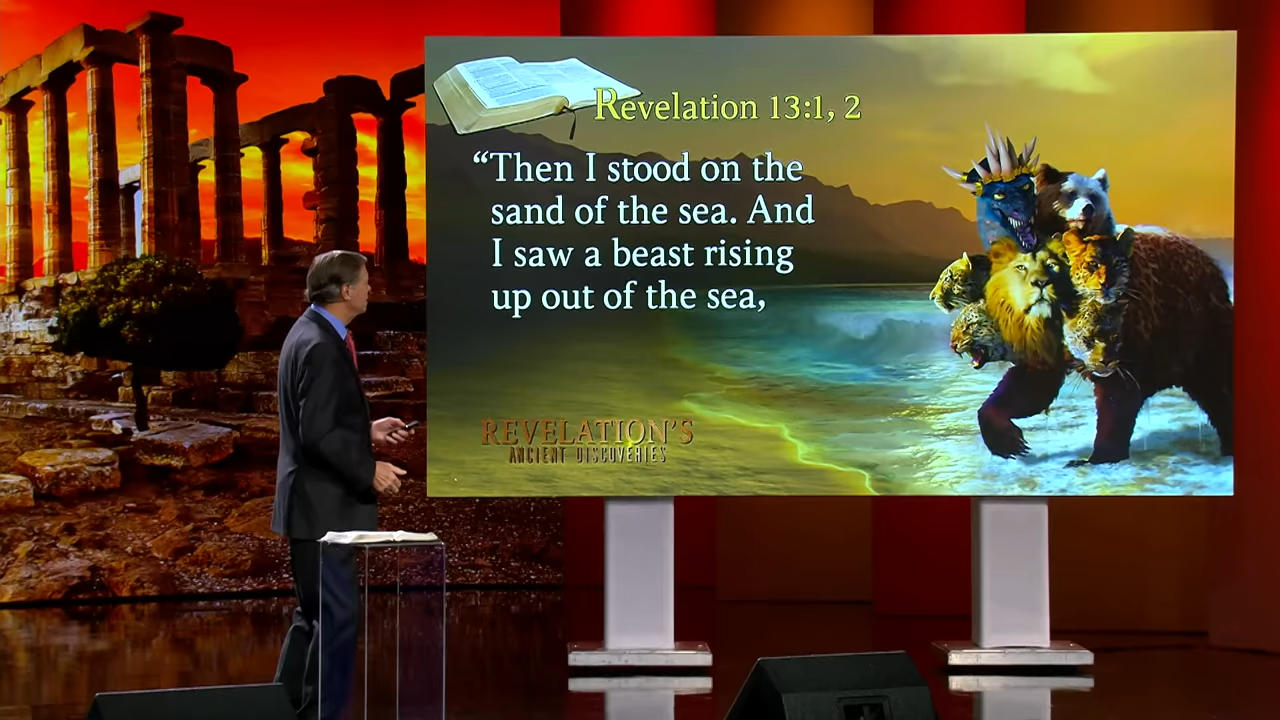 Revelation 13:1, 2
“Then I stood on the
sand of the sea. And
I saw a beast rising
up out of the sea,
REVELATION'S
ANCIENT DISCOVERIES